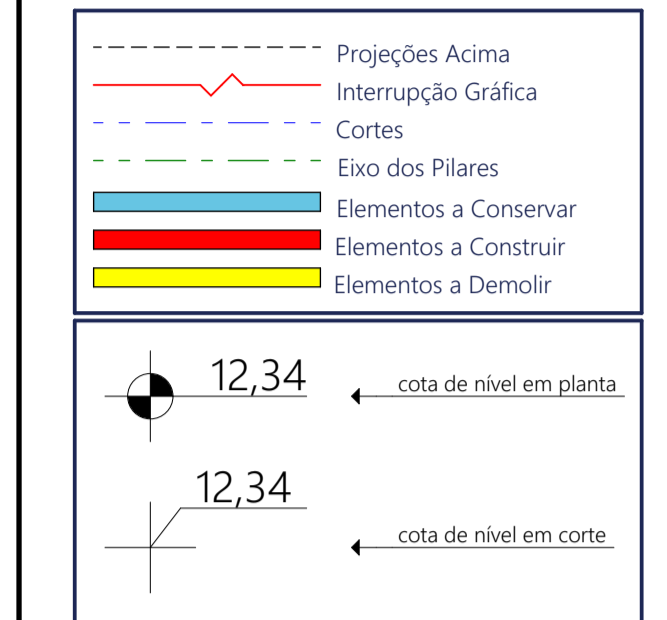 Projeções Acima
Interrupção Gráfica
Cortes
Eixo dos Pilares
Elementos a Conservar
Elementos a Construir
Elementos a Demolir
12,34
cota de nível em planta
12,34
cota de nível em corte